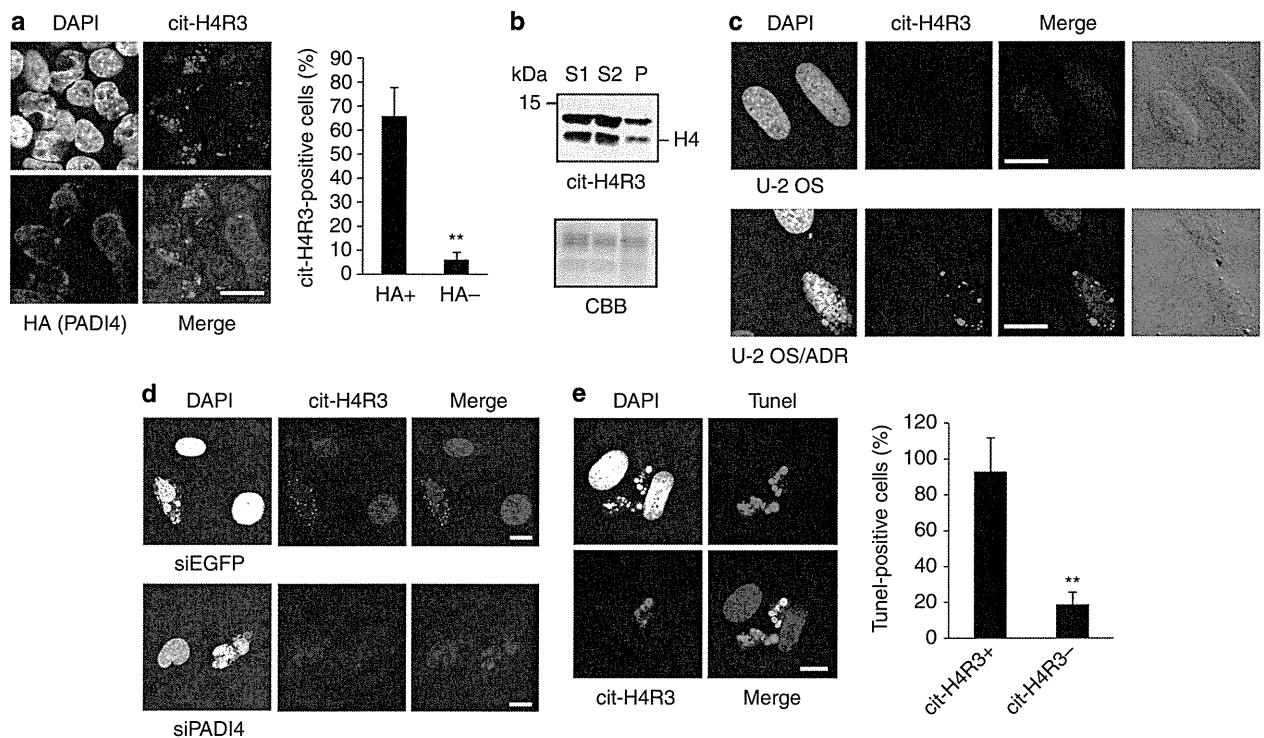 a
DAPI
cit-H4R3
HA (PADI4)
Merge
cit-H4R3-positive cells (%)
90
80
70
60
50
40
30
20
10
0
**
HA+
HA–
b
kDa
S1
S2
P
15
H4
cit-H4R3
CBB
c
DAPI
cit-H4R3
Merge
U-2 OS
U-2 OS/ADR
d
DAPI
cit-H4R3
Merge
siEGFP
siPADI4
e
DAPI
Tunel
cit-H4R3
Merge
Tunel-positive cells (%)
120
100
80
60
40
20
0
**
cit-H4R3+
cit-H4R3–